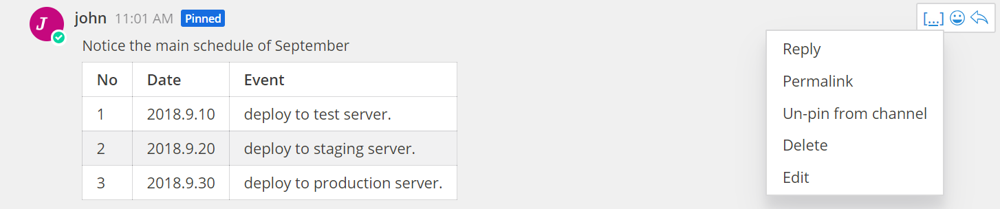 J john 11:01 AM Pinned [...]
Notice the main schedule of September
No Date Event
1 2018.9.10 deploy to test server.
2 2018.9.20 deploy to staging server.
3 2018.9.30 deploy to production server.
Reply
Permalink
Un-pin from channel
Delete
Edit